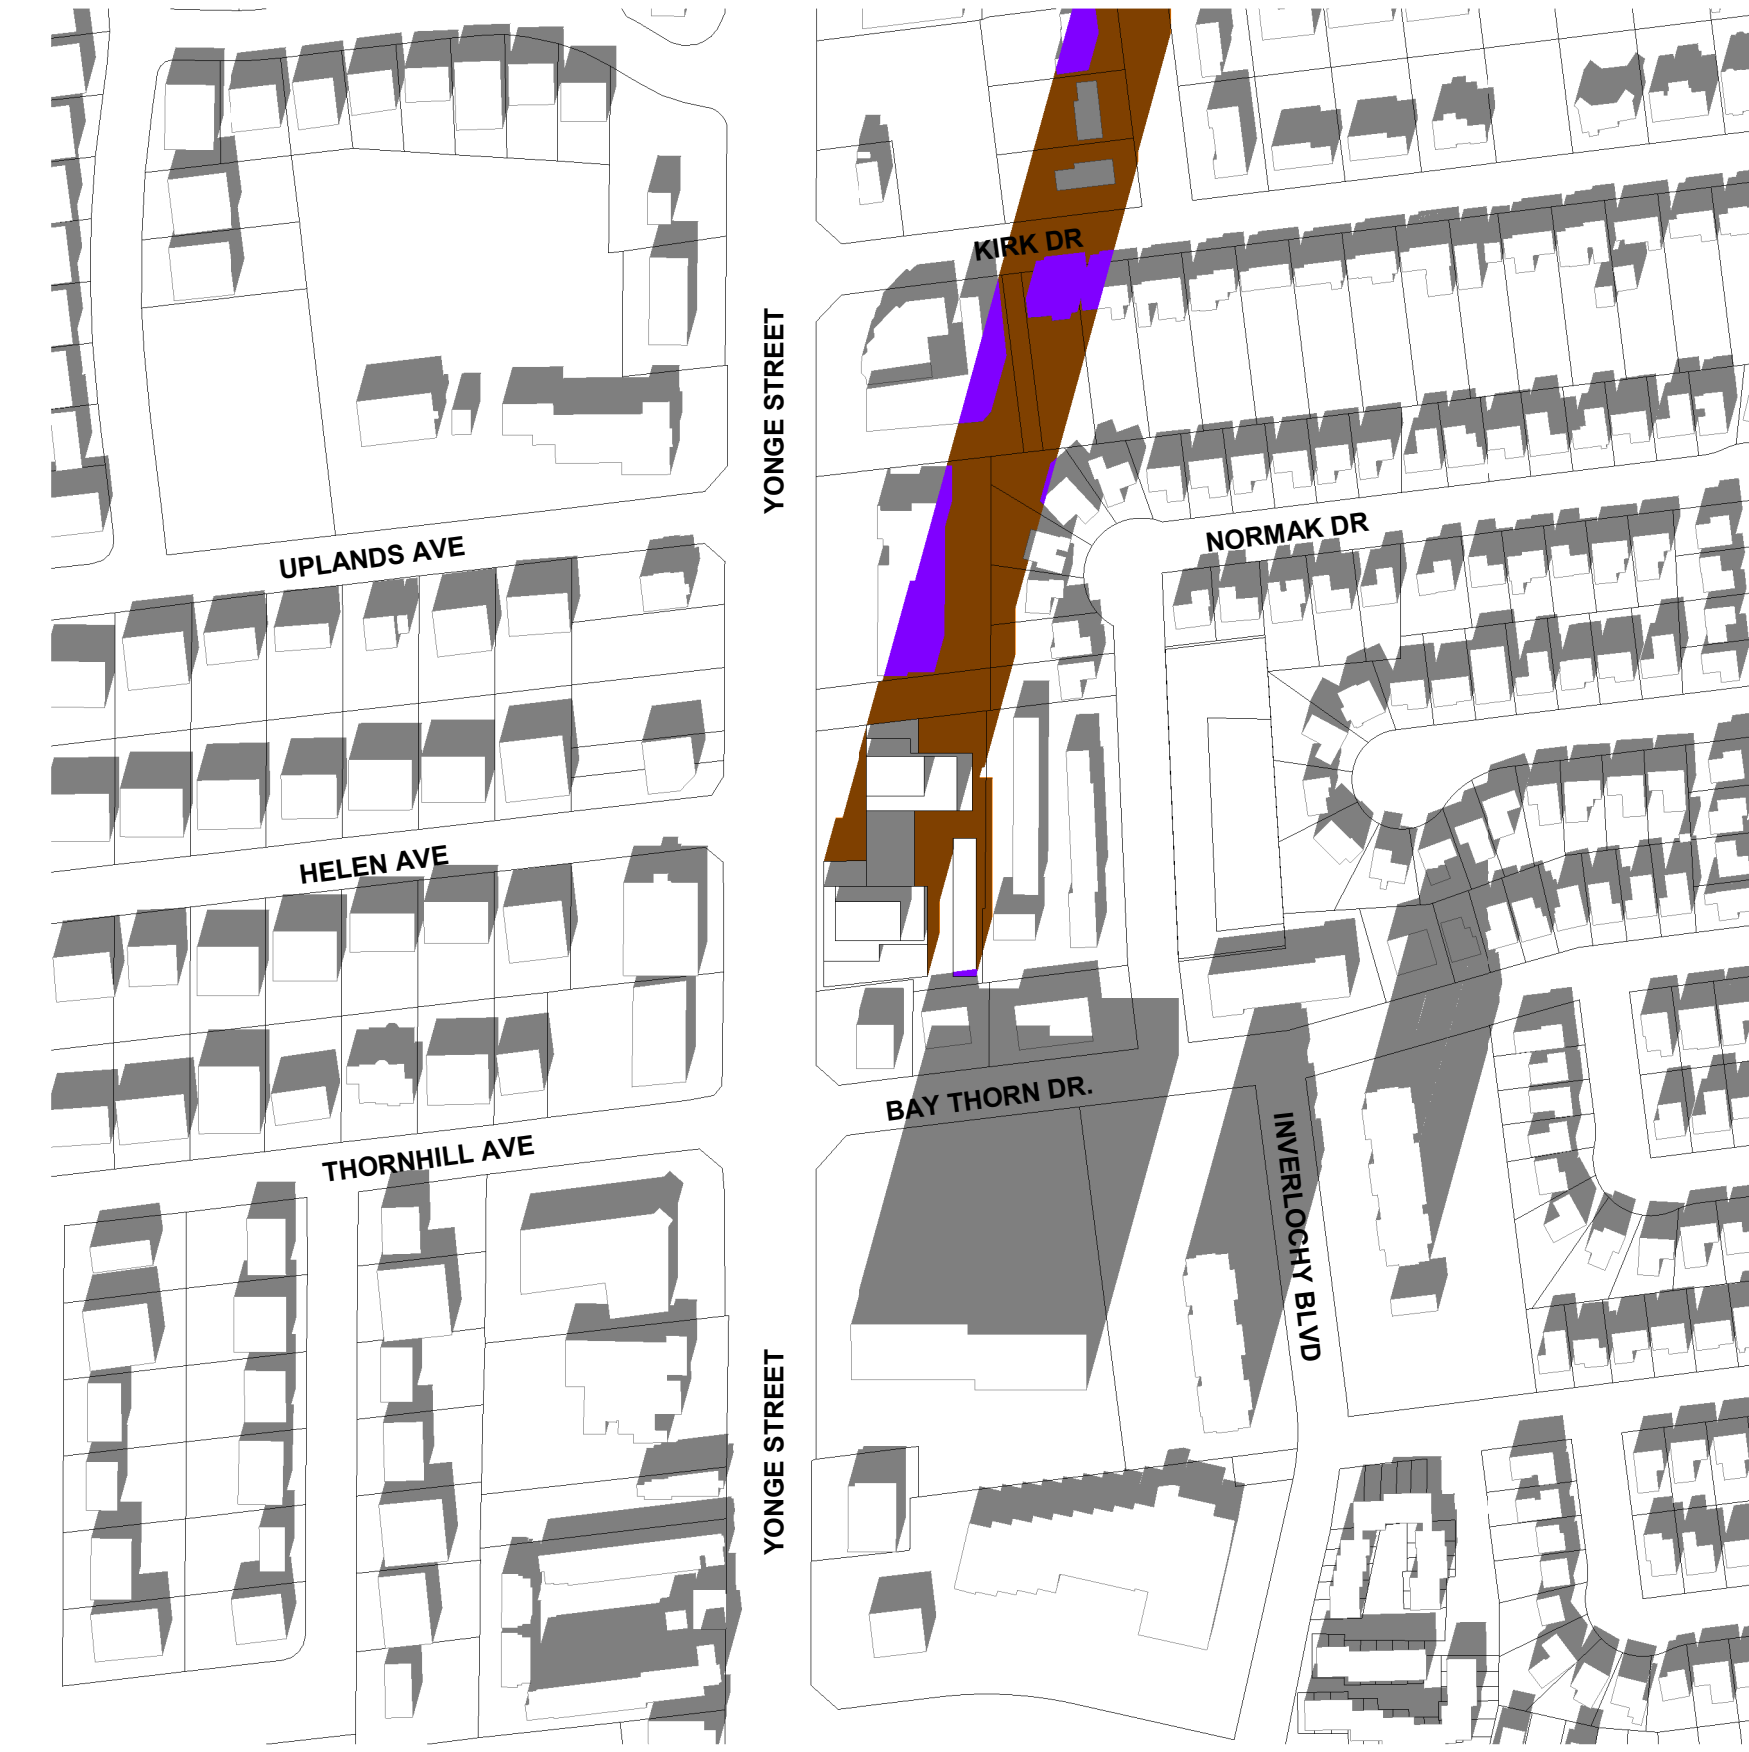 KIRK DR
YONGE STREET
NORMAK DR
UPLANDS AVE
HELEN AVE
BAY THORN DR.
THORNHILL AVE
INVERLOCHY BLVD
YONGE STREET